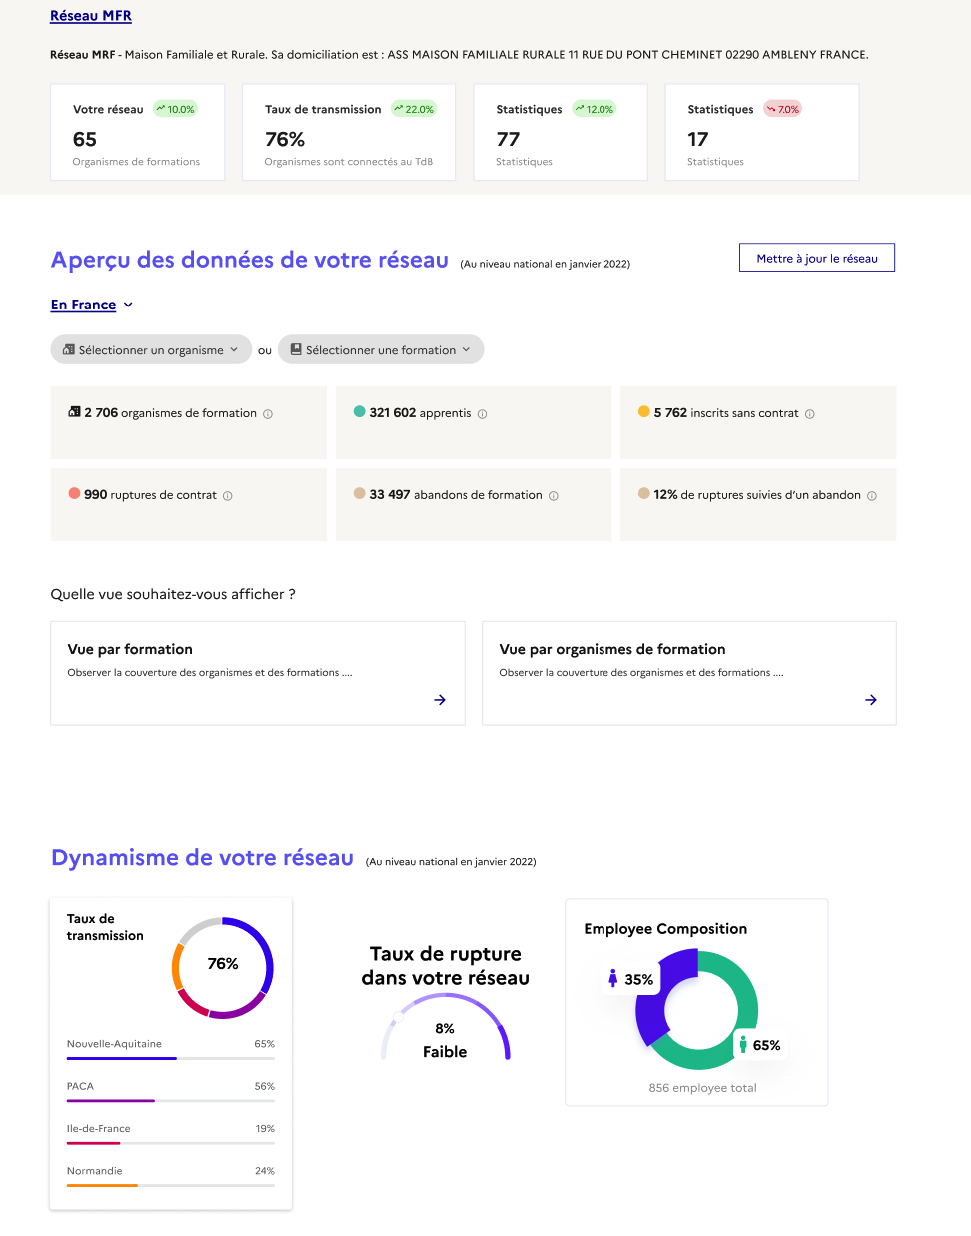 Réseau MFR
Réseau MRF - Maison Familiale et Rurale. Sa domiciliation est : ASS MAISON FAMILIALE RURALE 11 RUE DU PONT CHEMINET 02290 AMBLENY FRANCE.
Votre réseau 10.0%
65
Organismes de formations
Taux de transmission 22.0%
76%
Organismes sont connectés au TdB
Statistiques 12.0%
77
Statistiques
Statistiques 7.0%
17
Statistiques
Aperçu des données de votre réseau (Au niveau national en janvier 2022)
Mettre à jour le réseau
En France
Sélectionner un organisme ou Sélectionner une formation
2 706 organismes de formation
321 602 apprentis
5 762 inscrits sans contrat
990 ruptures de contrat
33 497 abandons de formation
12% de ruptures suivies d’un abandon
Quelle vue souhaitez-vous afficher ?
Vue par formation
Observer la couverture des organismes et des formations ....
Vue par organismes de formation
Observer la couverture des organismes et des formations ....
Dynamisme de votre réseau (Au niveau national en janvier 2022)
Taux de
transmission
76%
Nouvelle-Aquitaine 65%
PACA 56%
Ile-de-France 19%
Normandie 24%
Taux de rupture
dans votre réseau
8%
Faible
Employee Composition
35%
65%
856 employee total